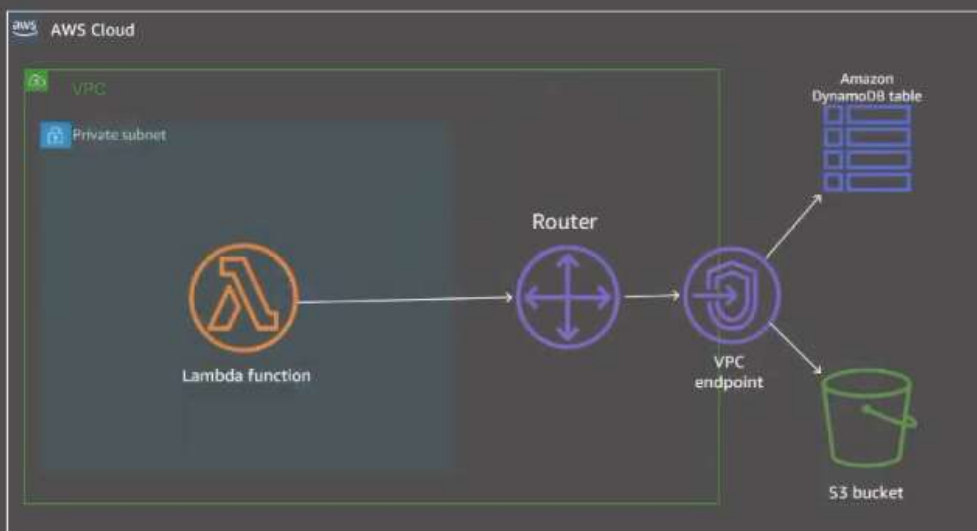 aws
AWS Cloud
VPC
Amazon
DynamoDB table
Private subnet
Router
Lambda function
VPC
endpoint
S3 bucket